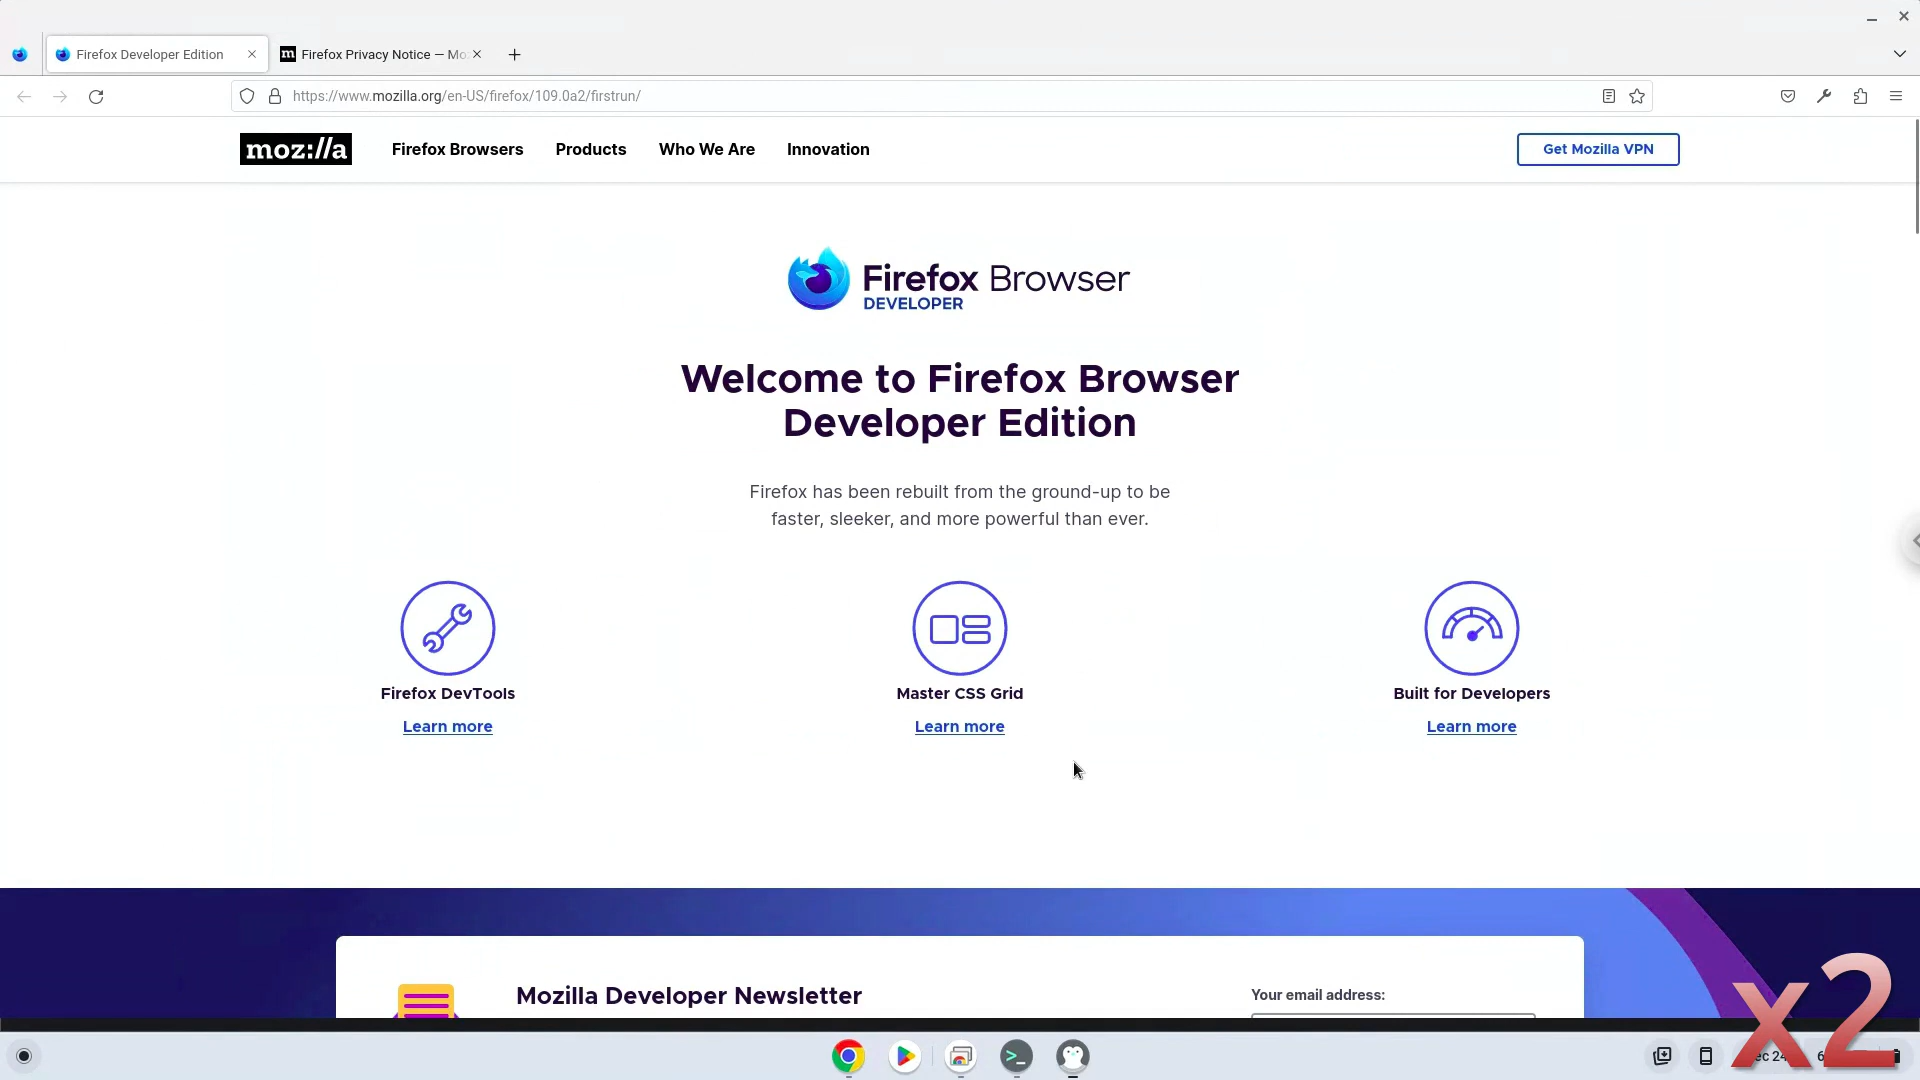 Firefox Developer Edition
Firefox Privacy Notice — Mo
https://www.mozilla.org/en-US/firefox/109.0a2/firstrun/
moz://a
Firefox Browsers
Products
Who We Are
Innovation
Get Mozilla VPN
Firefox Browser
DEVELOPER
Welcome to Firefox Browser
Developer Edition
Firefox has been rebuilt from the ground-up to be
faster, sleeker, and more powerful than ever.
Firefox DevTools
Master CSS Grid
Built for Developers
Learn more
Learn more
Learn more
Mozilla Developer Newsletter
Your email address:
x2